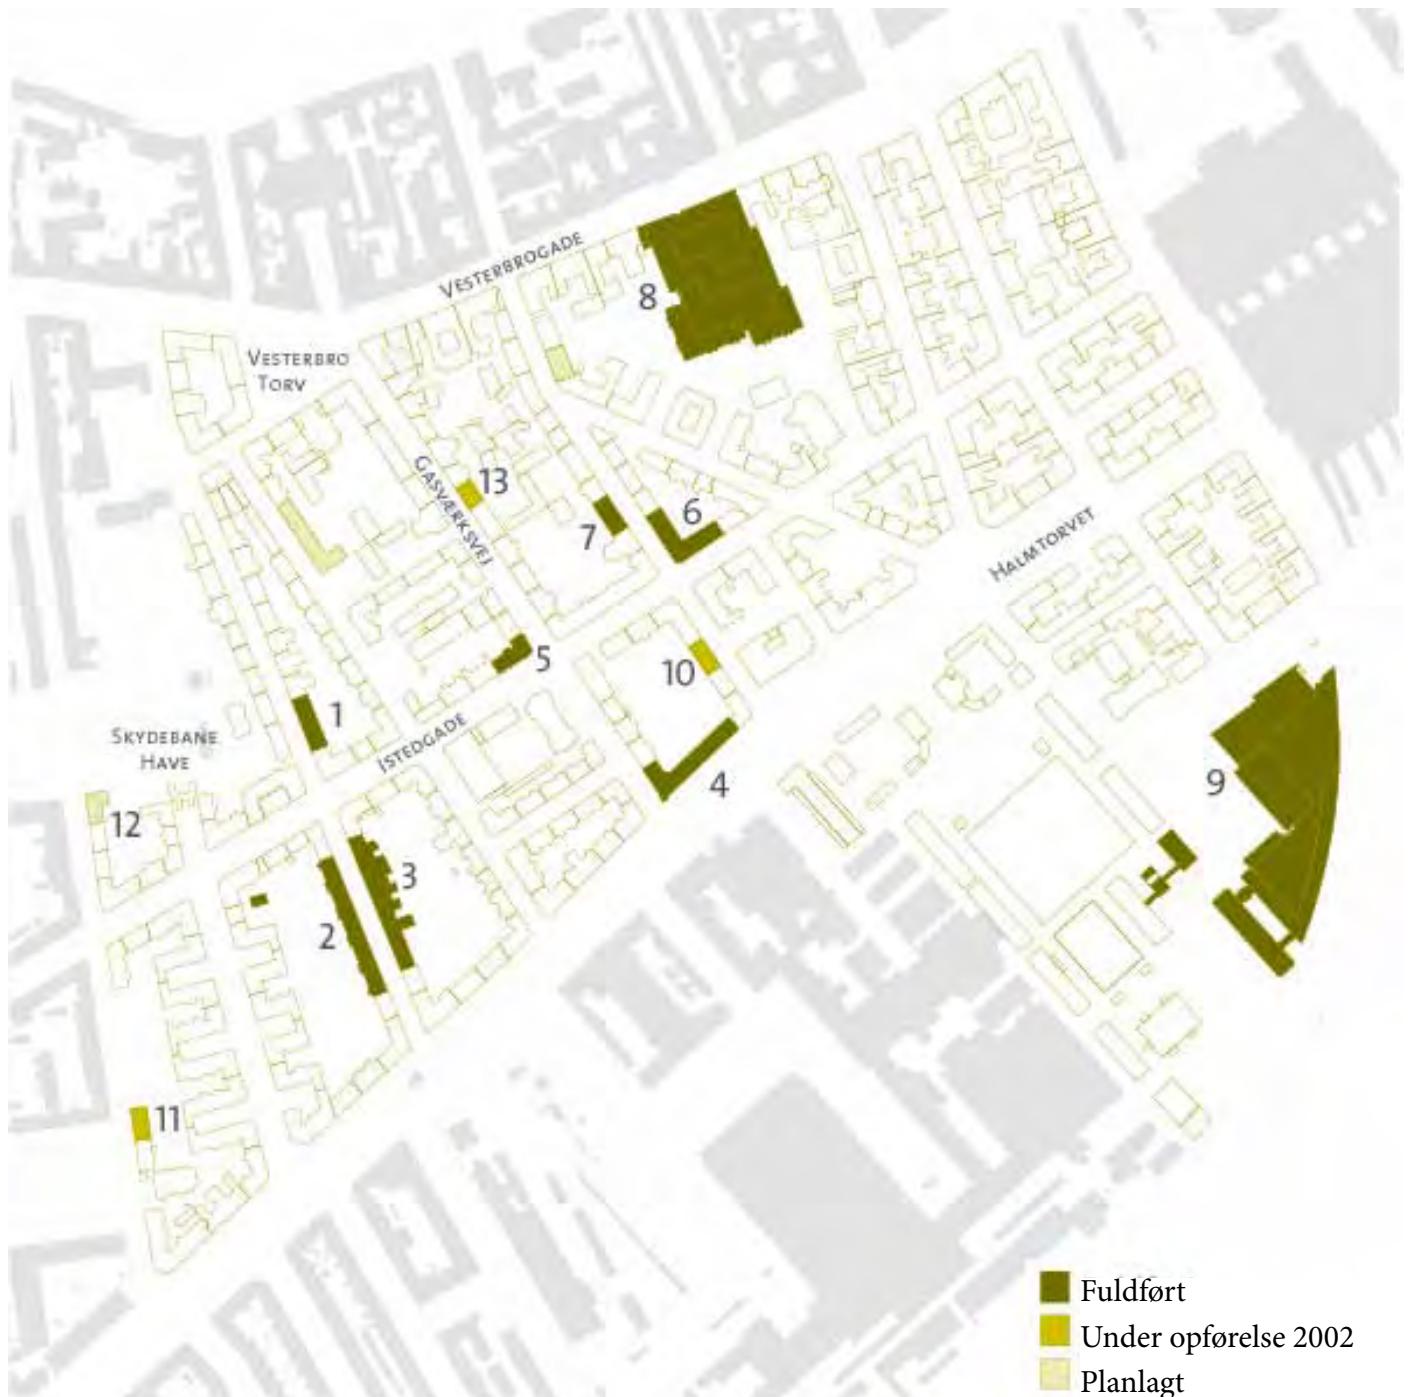 VESTERBROGADE
8
VESTERBRO
TORV
GASVÆRKSVEJ
13
7
6
HALMTORVET
5
10
1
SKYDEBANE
HAVE
ISTEDGADE
4
9
12
3
2
11
Fuldført
Under opførelse 2002
Planlagt